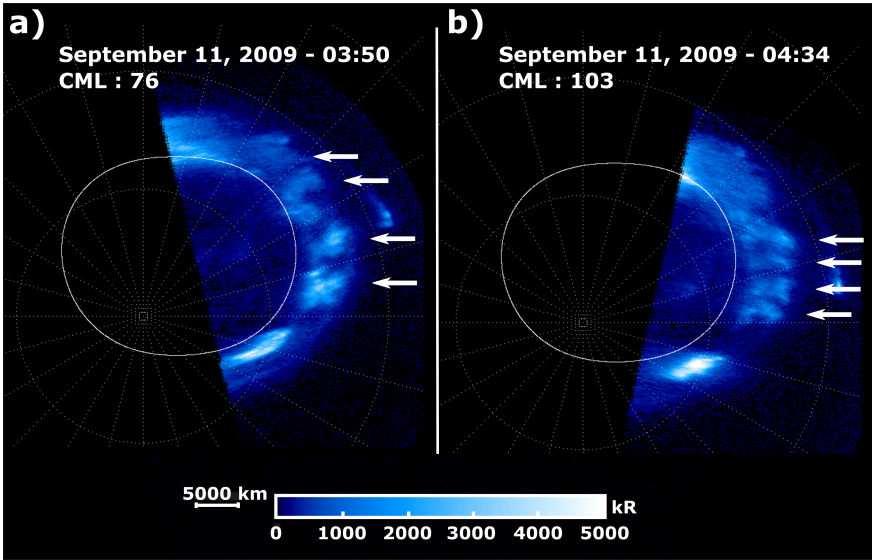 a)
September 11, 2009 - 03:50
CML : 76
b)
September 11, 2009 - 04:34
CML : 103
5000 km
kR
0 1000 2000 3000 4000 5000